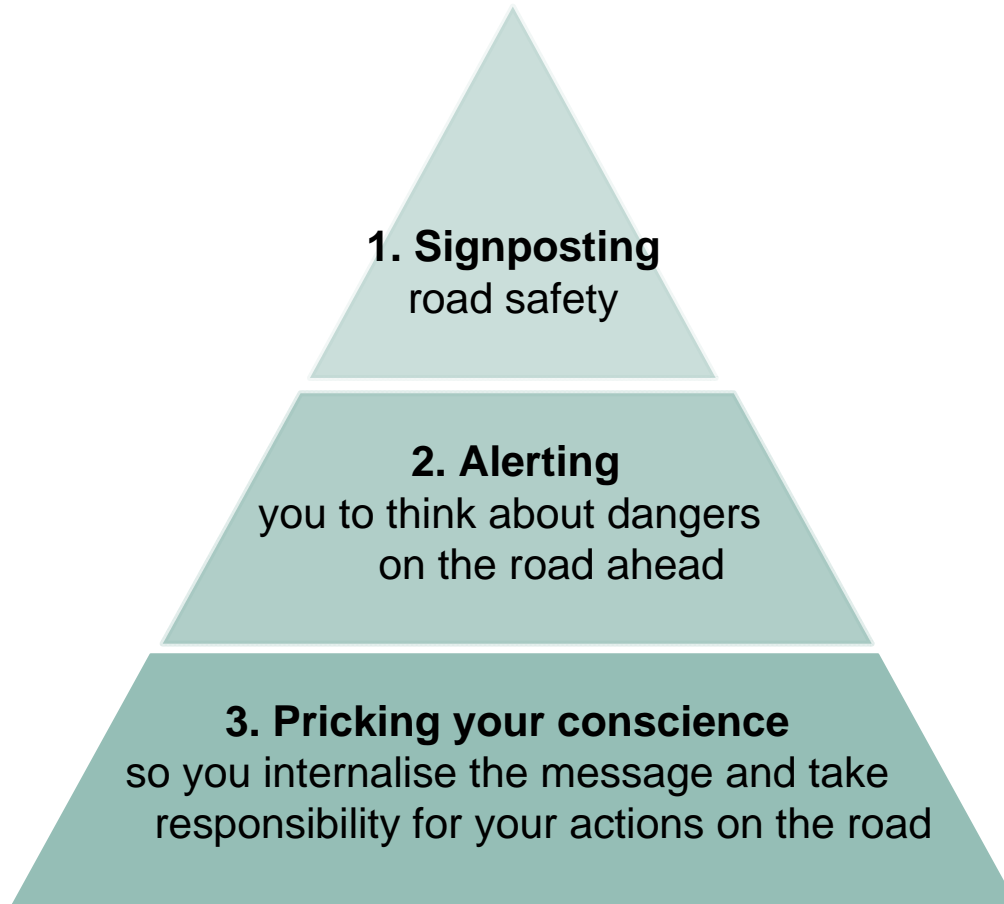 1. Signposting
road safety
2. Alerting
you to think about dangers
on the road ahead
3. Pricking your conscience
so you internalise the message and take
responsibility for your actions on the road